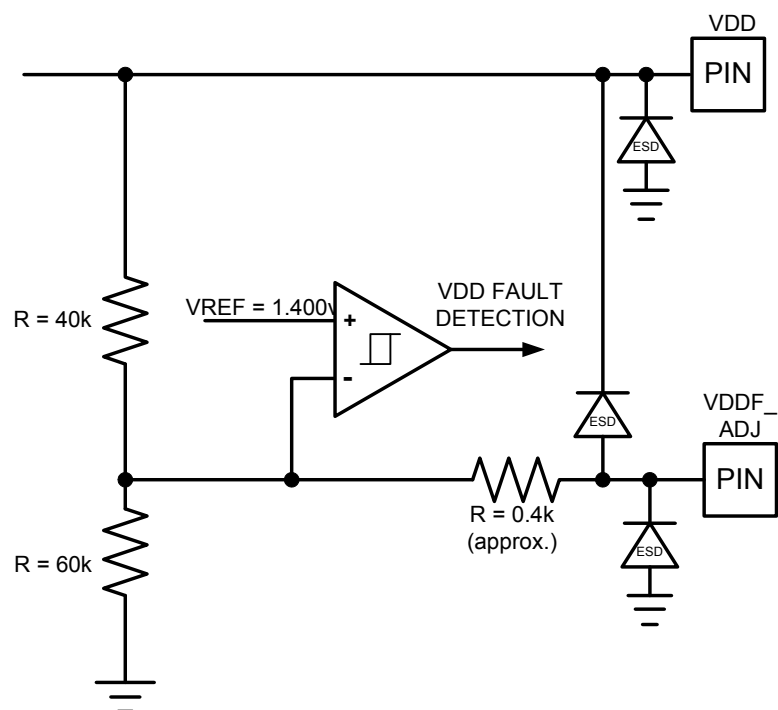 VDD
PIN
ESD
VREF = 1.400v
+
-
VDD FAULT
DETECTION
R = 40k
ESD
VDDF_
ADJ
PIN
R = 0.4k
(approx.)
ESD
R = 60k